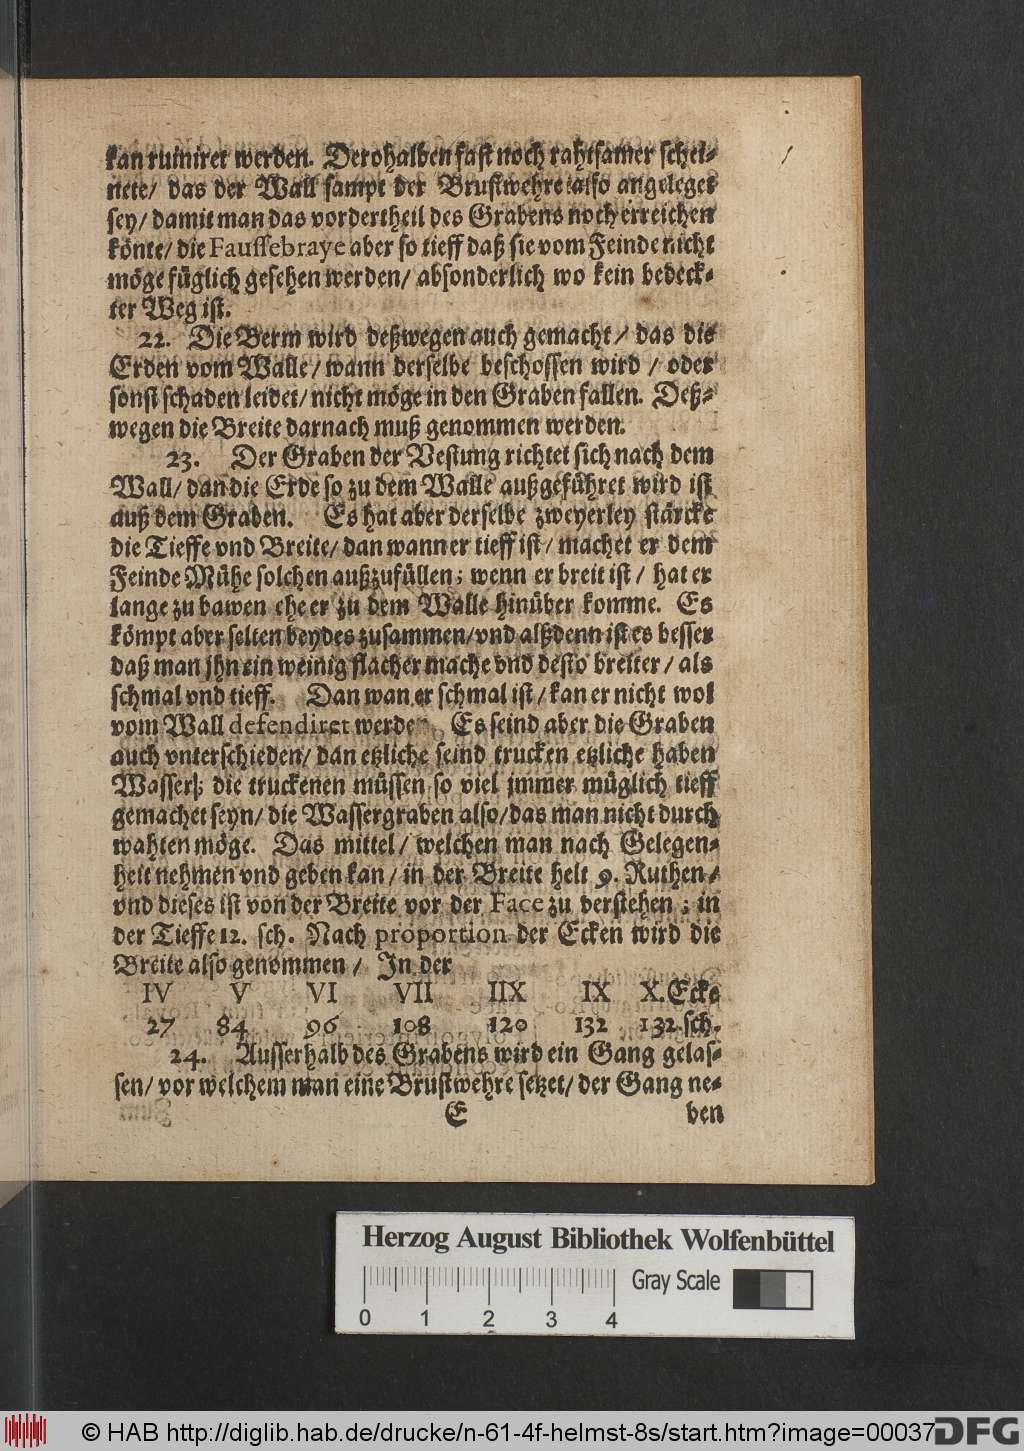 kan ruiniret werden. Derohalben fast noch rahtsamer schei-
nete/ das der Wall sampt der Brustwehre also angeleget
sey/ damit man das vordertheil des Grabens noch erreichen
könte/ die Faussebraye aber so tieff daß sie vom Feinde nicht
möge füglich gesehen werden/ absonderlich wo kein bedeck-
ter Weg ist.
22. Die Berm wird deßwegen auch gemacht/ das die
Erden vom Walle/ wann derselbe beschossen wird/ oder
sonst schaden leidet/ nicht möge in den Graben fallen. Deß-
wegen die Breite darnach muß genommen werden.
23. Der Graben der Vestung richtet sich nach dem
Wall/ dan die Erde so zu dem Walle außgeführet wird ist
auß dem Graben. Es hat aber derselbe zweyerley stärcke
die Tieffe vnd Breite/ dan wann er tieff ist/ machet er dem
Feinde Mühe solchen außzufüllen; wenn er breit ist/ hat er
lange zu bawen ehe er zu dem Walle hinüber komme. Es
kömpt aber selten beydes zusammen/ vnd alßdenn ist es besser
daß man jhn ein weinig flacher mache vnd desto breiter/ als
schmal vnd tieff. Dan wan er schmal ist/ kan er nicht wol
vom Wall defendiret werde. Es seind aber die Graben
auch vnterschieden/ dan etzliche seind trucken etzliche haben
Wasser; die truckenen müssen so viel jmmer müglich tieff
gemachet seyn/ die Wassergraben also/ das man nicht durch
wahten möge. Das mittel/ welchen man nach Gelegen-
heit nehmen vnd geben kan/ in der Breite helt 9. Ruthen/
vnd dieses ist von der Breite vor der Face zu verstehen; in
der Tieffe 12. sch. Nach proportion der Ecken wird die
Breite also genommen/ In der
IV V VI VII IIX IX X. Ecke
27 84 96 108 120 132 132. sch.
24. Ausserhalb des Grabens wird ein Gang gelas-
sen/ vor welchem man eine Brustwehre setzet/ der Gang ne-
E ben
Herzog August Bibliothek Wolfenbüttel
Gray Scale
0 1 2 3 4
© HAB http://diglib.hab.de/drucke/n-61-4f-helmst-8s/start.htm?image=00037
DFG